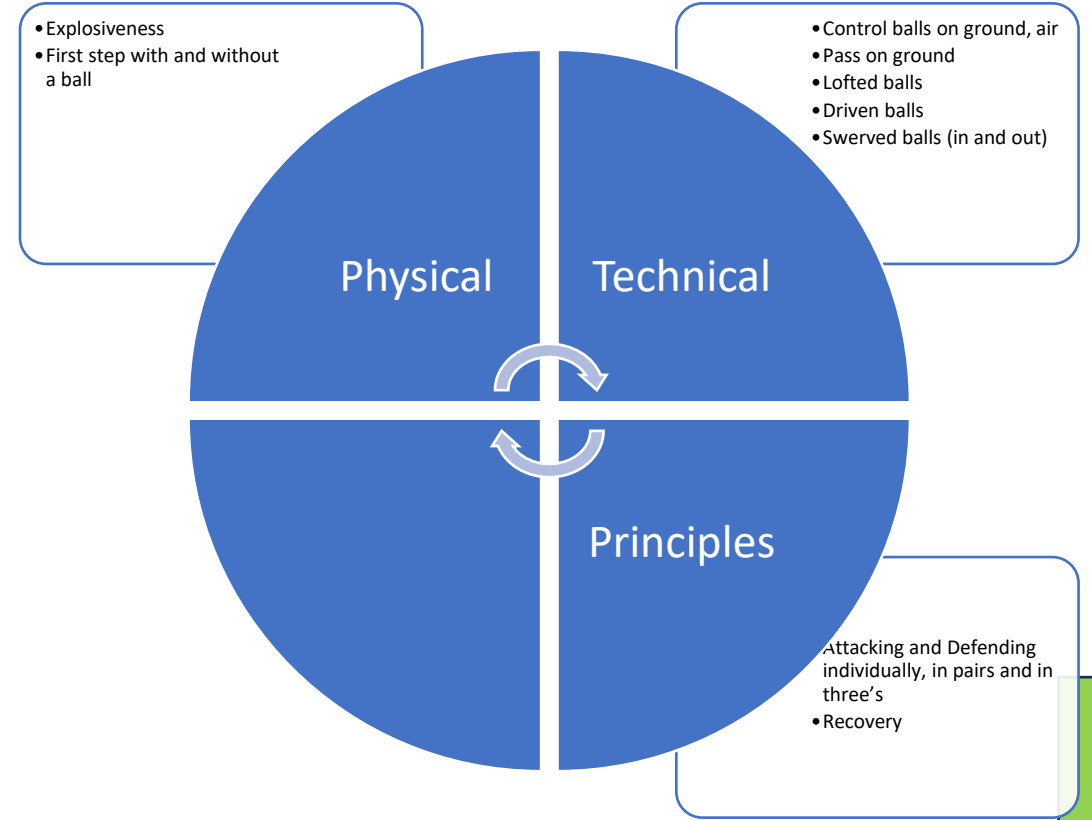 •Explosiveness
•First step with and without
a ball
•Control balls on ground, air
•Pass on ground
•Lofted balls
•Driven balls
•Swerved balls (in and out)
Physical
Technical
Principles
Attacking and Defending
individually, in pairs and in
three’s
•Recovery